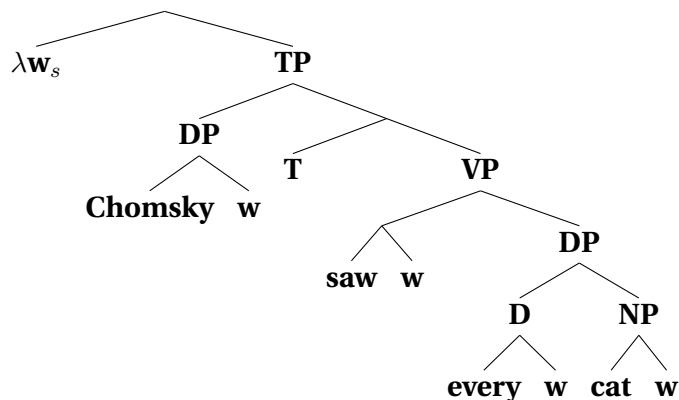 λw_s TP
DP
T VP
Chomsky w
DP
saw w
D NP
every w cat w